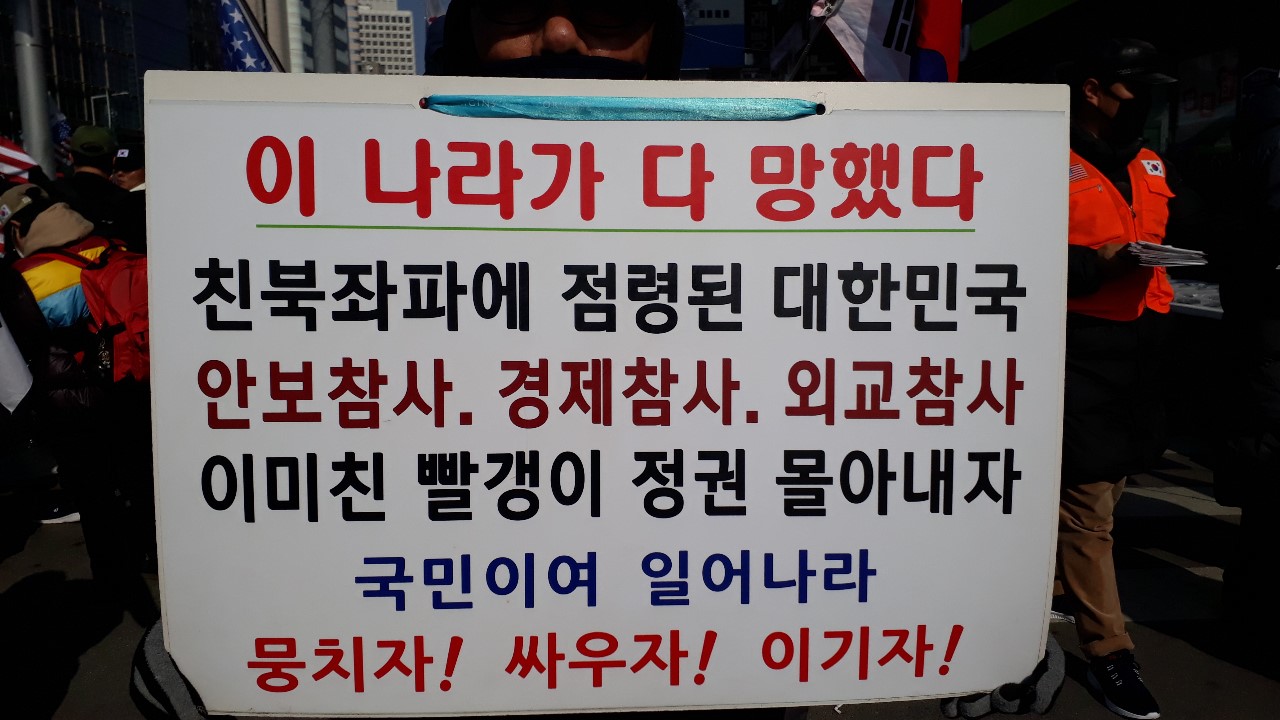 이 나라가 다 망했다
친북좌파에 점령된 대한민국
안보참사. 경제참사. 외교참사
이미친 빨갱이 정권 몰아내자
국민이여 일어나라
뭉치자! 싸우자! 이기자!